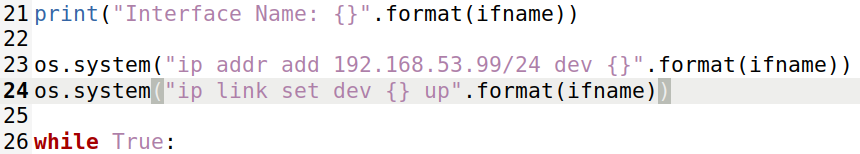 21 print("Interface Name: {}".format(ifname))
22
23 os.system("ip addr add 192.168.53.99/24 dev {}".format(ifname))
24 os.system("ip link set dev {} up".format(ifname))
25
26 while True: